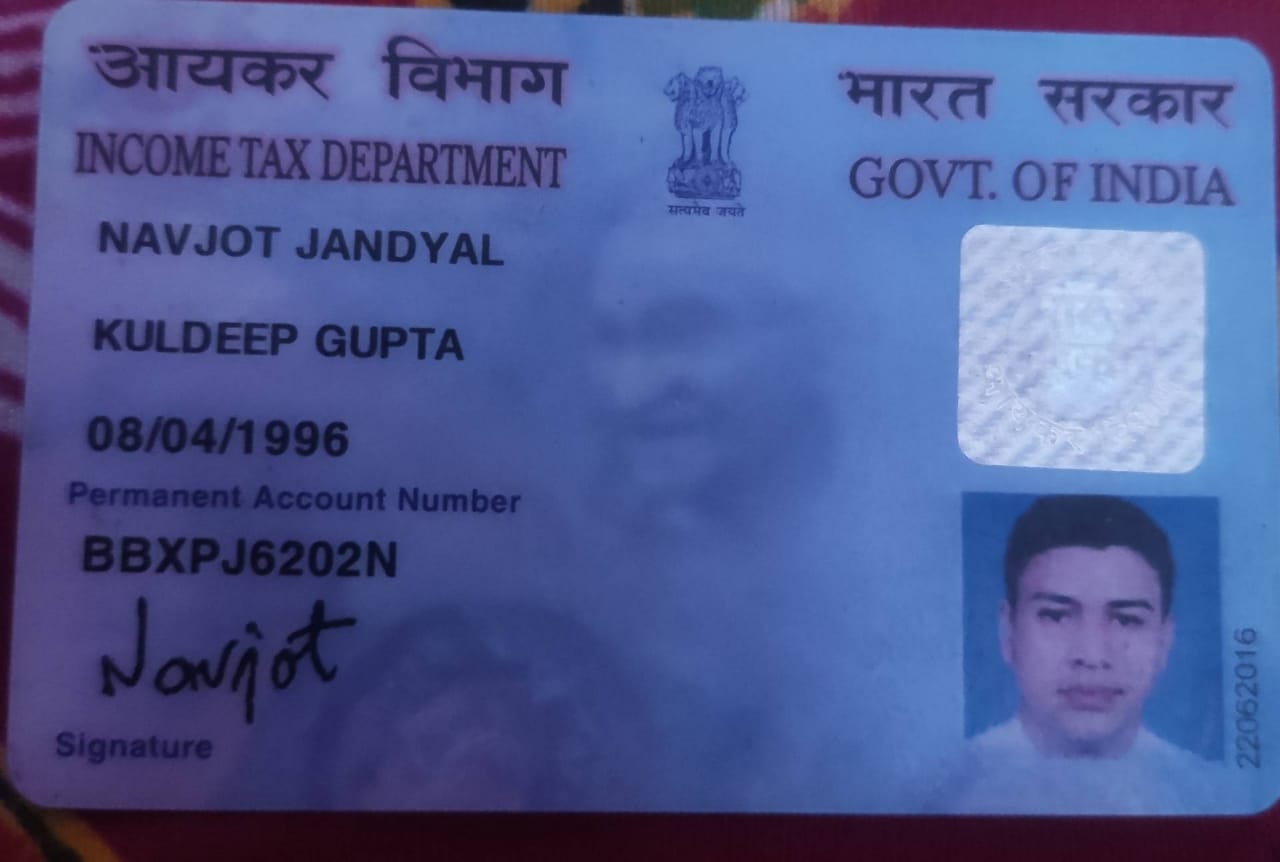 आयकर विभाग
INCOME TAX DEPARTMENT
सत्यमेव जयते
भारत सरकार
GOVT. OF INDIA
NAVJOT JANDYAL
KULDEEP GUPTA
08/04/1996
Permanent Account Number
BBXPJ6202N
Navjot
Signature
22062016